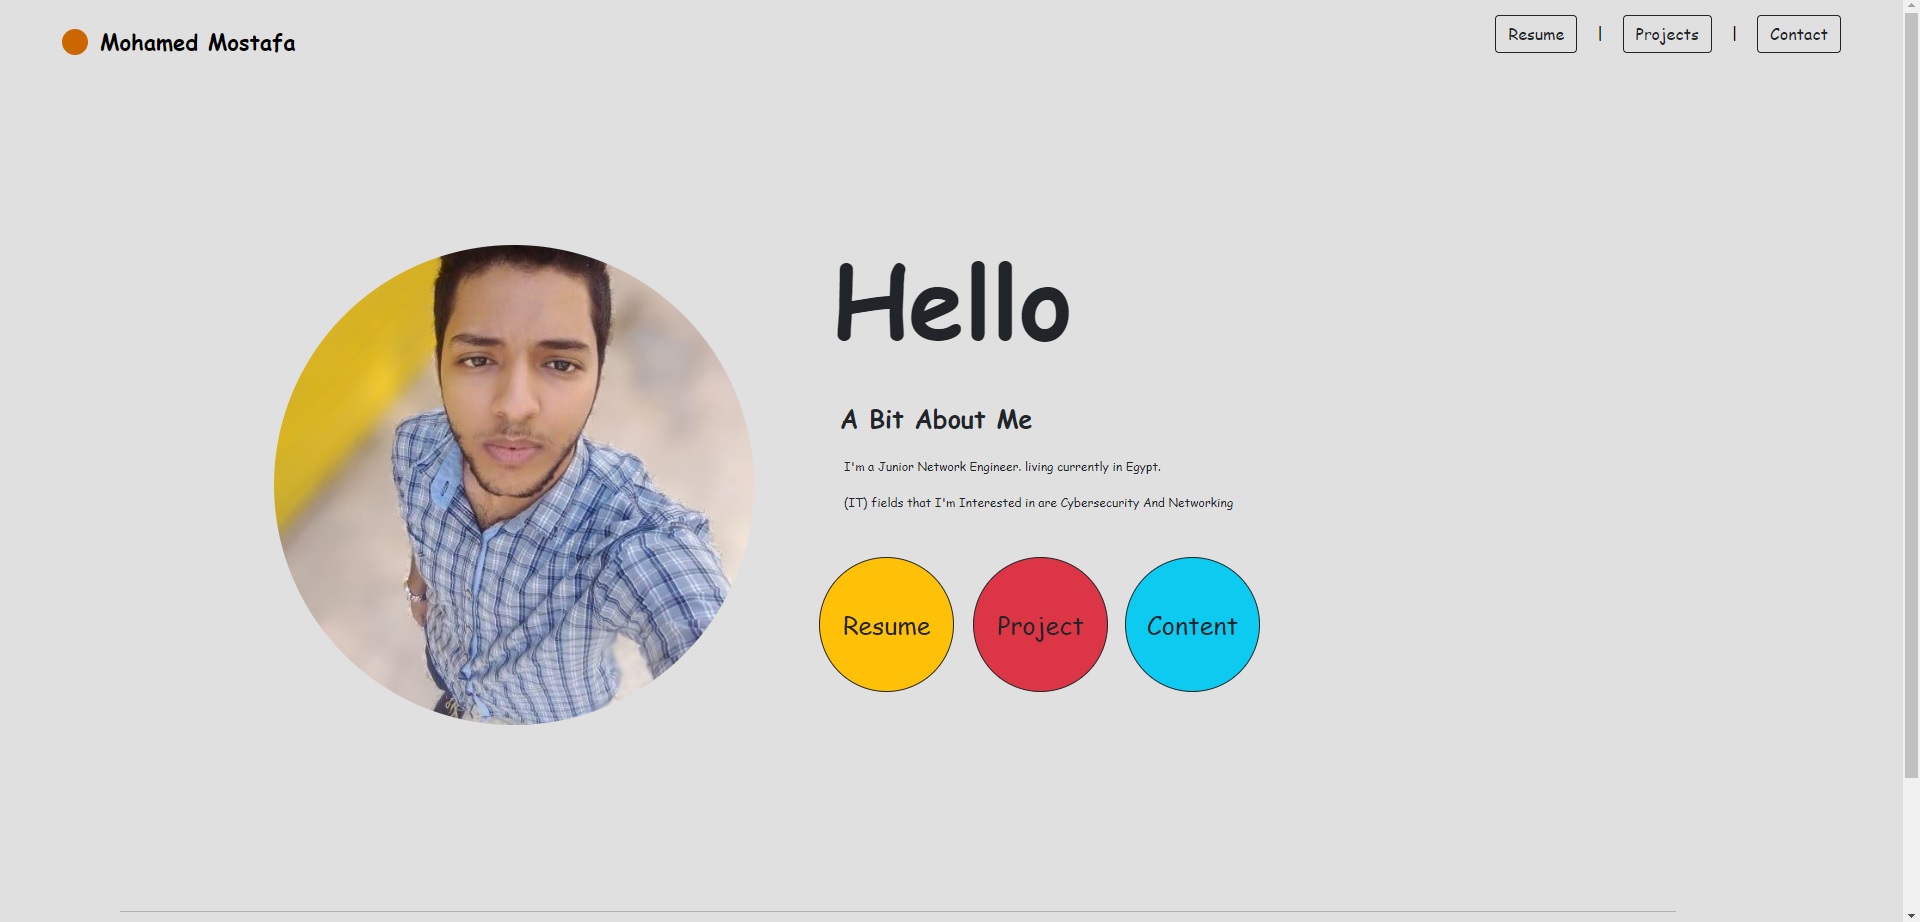 Mohamed Mostafa
Resume | Projects | Contact
Hello
A Bit About Me
I'm a Junior Network Engineer. living currently in Egypt.
(IT) fields that I'm Interested in are Cybersecurity And Networking
Resume
Project
Content